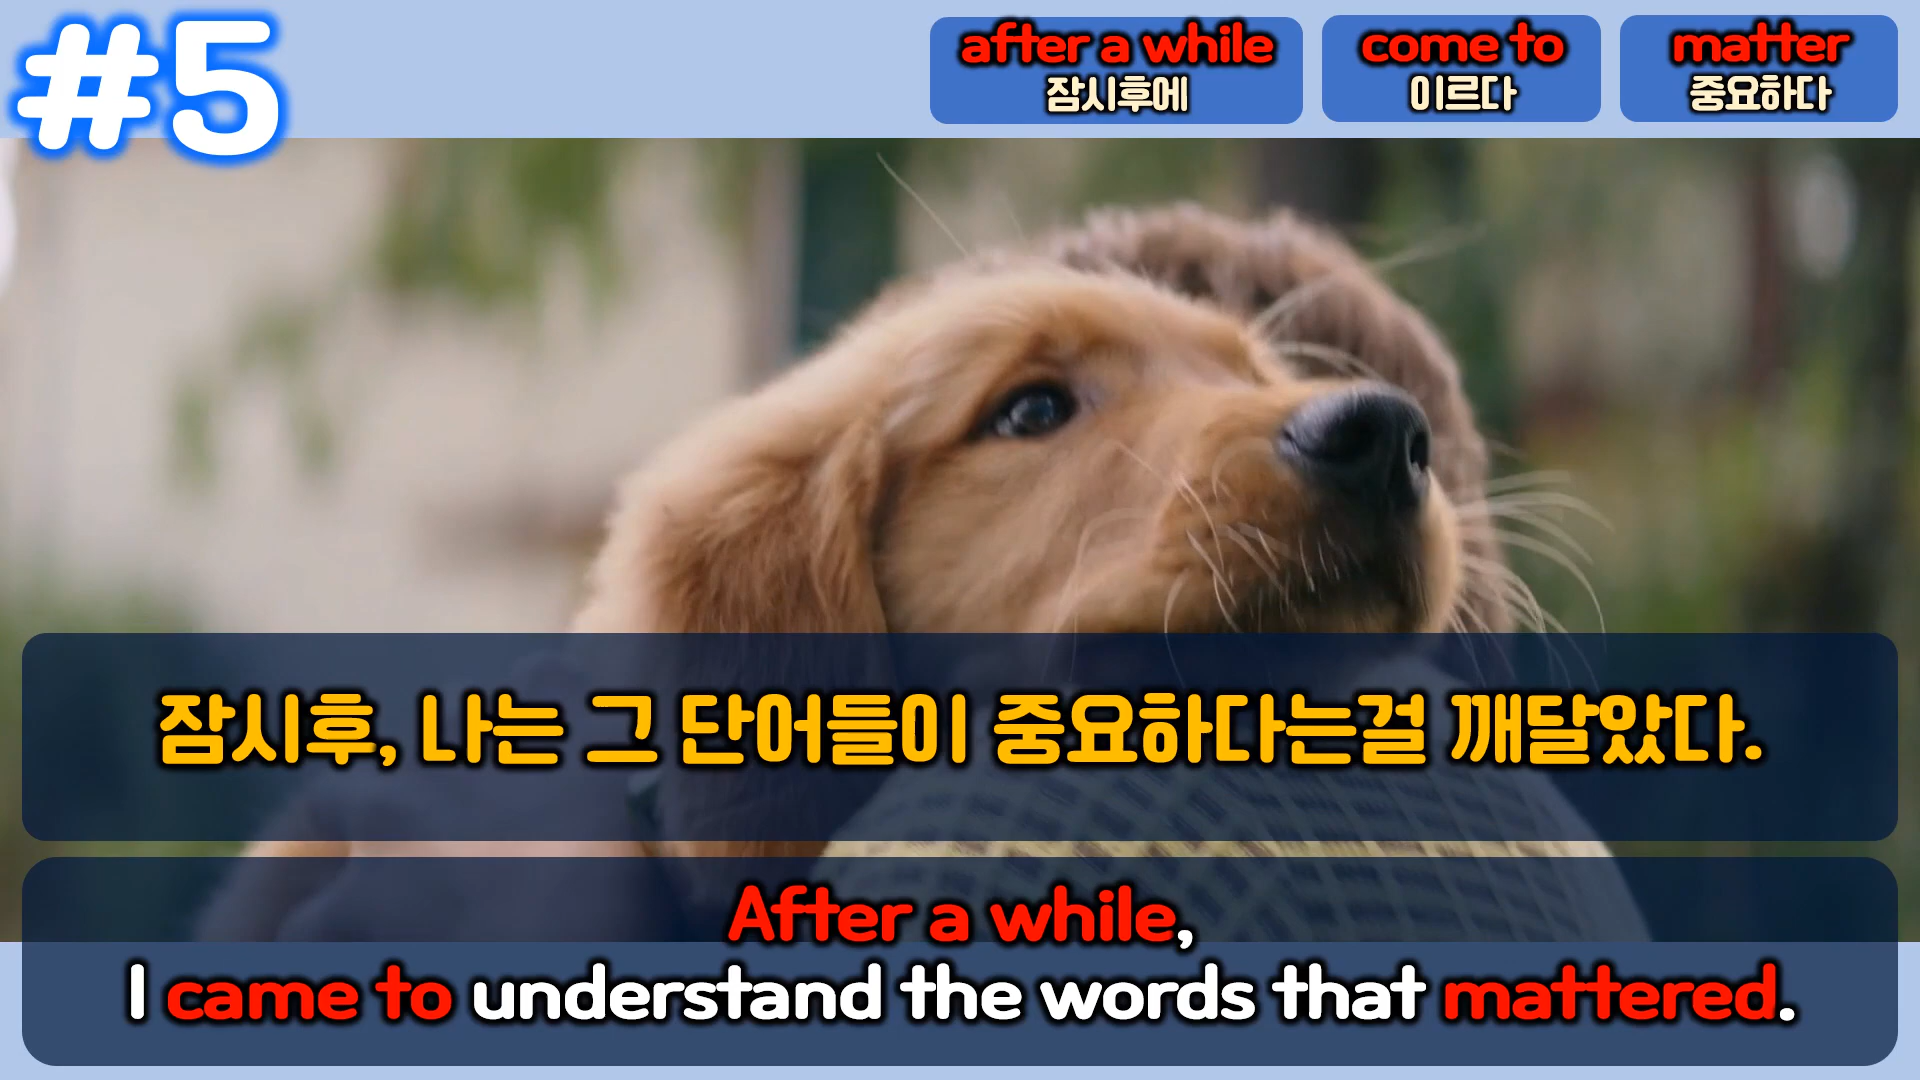 #5
after a while
잠시후에
come to
이르다
matter
중요하다
잠시후, 나는 그 단어들이 중요하다는걸 깨달았다.
After a while,
I came to understand the words that mattered.